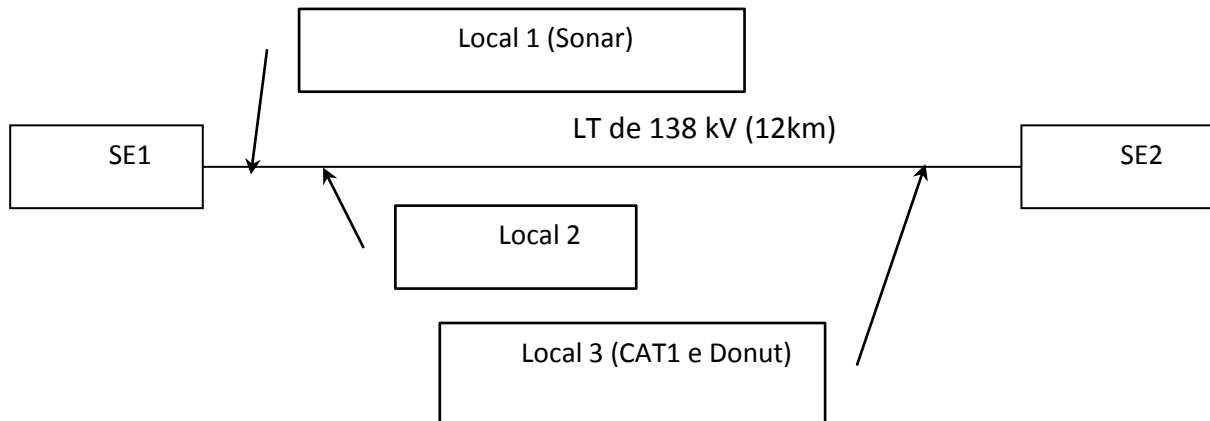 Local 1 (Sonar)
LT de 138 kV (12km)
SE1
SE2
Local 2
Local 3 (CAT1 e Donut)